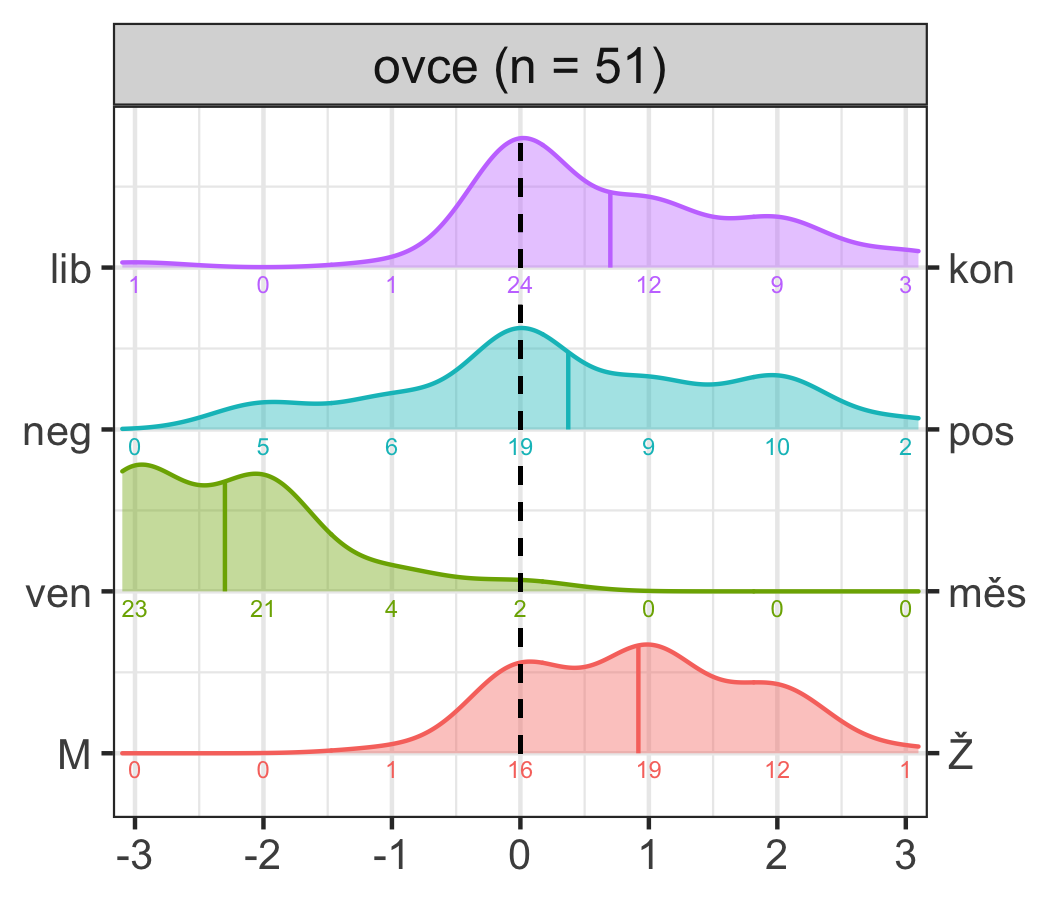 ovce (n = 51)
lib kon
1 0 1 24 12 9 3
neg pos
0 5 6 19 9 10 2
ven měs
23 21 4 2 0 0 0
M Ž
0 0 1 16 19 12 1
-3 -2 -1 0 1 2 3